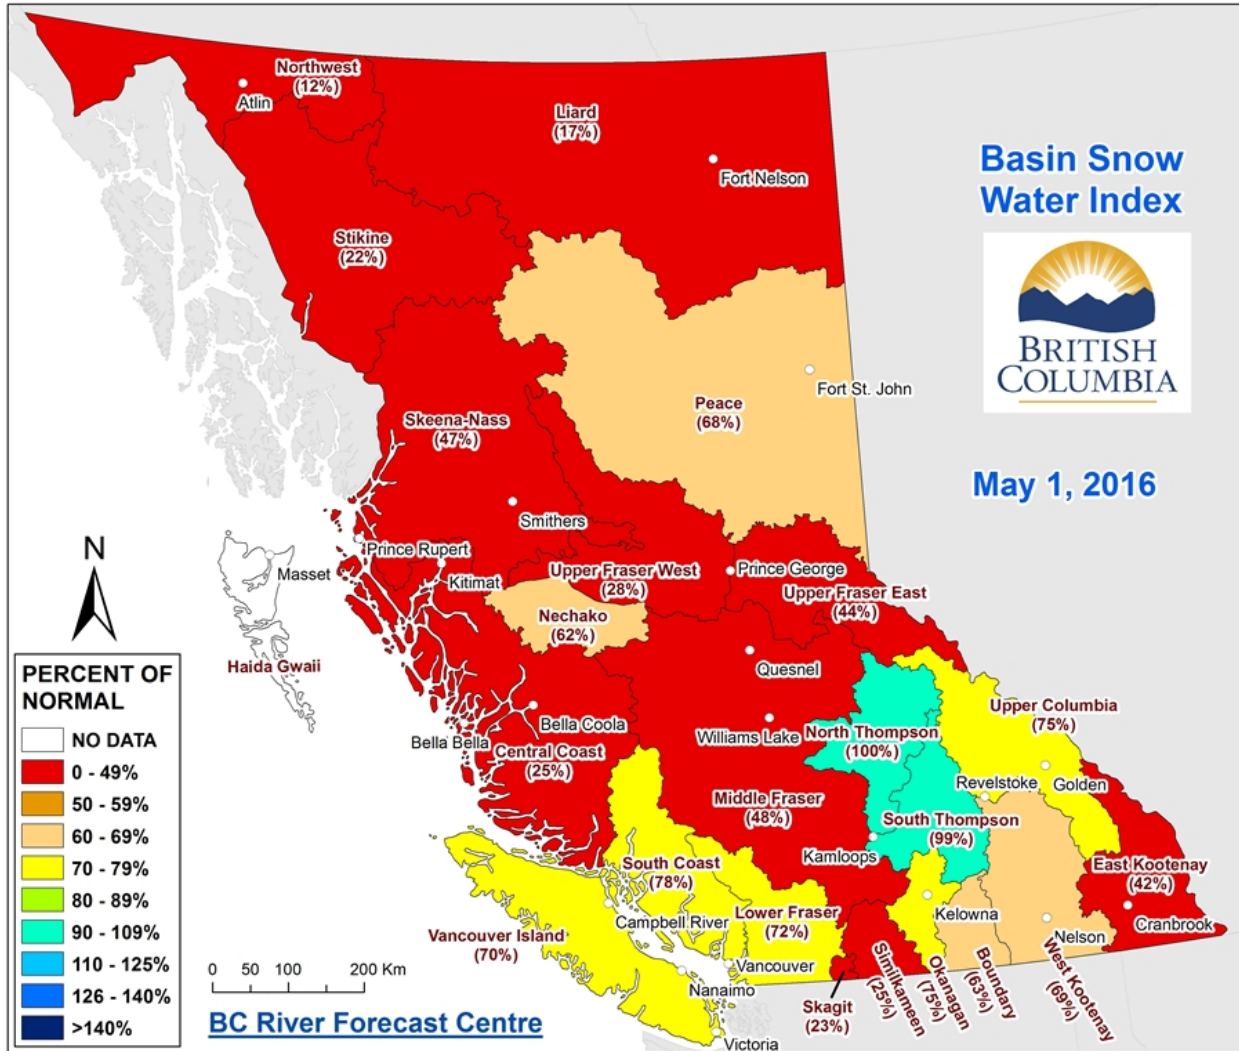 Basin Snow
Water Index
BRITISH
COLUMBIA
May 1, 2016
Northwest
(12%)
Atlin
Liard
(17%)
Fort Nelson
Stikine
(22%)
Peace
(68%)
Fort St. John
Skeena-Nass
(47%)
Smithers
Prince Rupert
Kitimat
Masset
Haida Gwaii
Upper Fraser West
(28%)
Prince George
Upper Fraser East
(44%)
Nechako
(62%)
Quesnel
Bella Coola
Bella Bella
Central Coast
(25%)
Williams Lake
North Thompson
(100%)
Upper Columbia
(75%)
Revelstoke
Golden
Middle Fraser
(48%)
South Thompson
(99%)
Kamloops
East Kootenay
(42%)
Cranbrook
South Coast
(78%)
Campbell River
Lower Fraser
(72%)
Kelowna
Nelson
Vancouver Island
(70%)
Vancouver
Nanaimo
Victoria
Skagit
(23%)
Similkameen
(25%)
Okanagan
(75%)
Boundary
(63%)
West Kootenay
(69%)
N
PERCENT OF
NORMAL
NO DATA
0 - 49%
50 - 59%
60 - 69%
70 - 79%
80 - 89%
90 - 109%
110 - 125%
126 - 140%
>140%
0 50 100 200 Km
BC River Forecast Centre